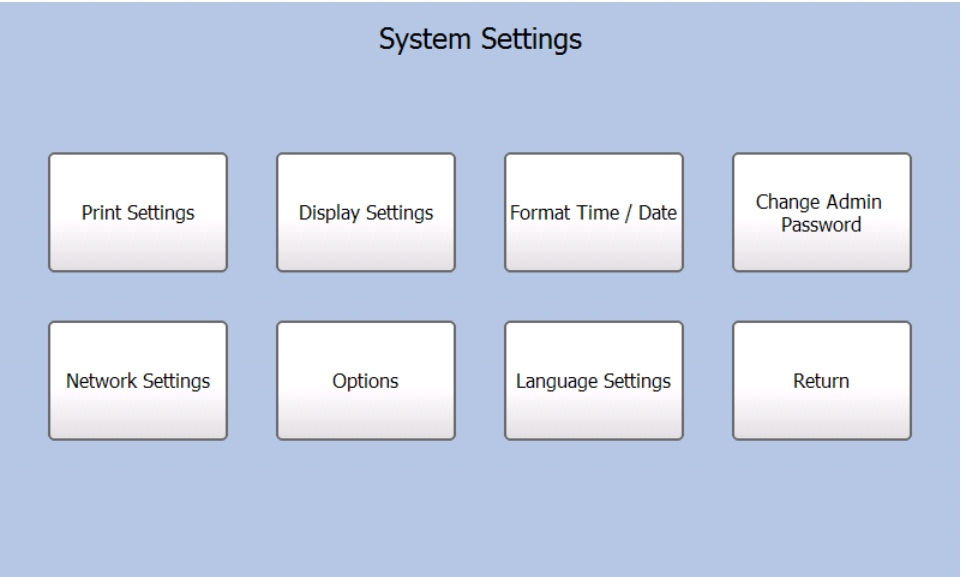 System Settings
Print Settings
Display Settings
Format Time / Date
Change Admin
Password
Network Settings
Options
Language Settings
Return